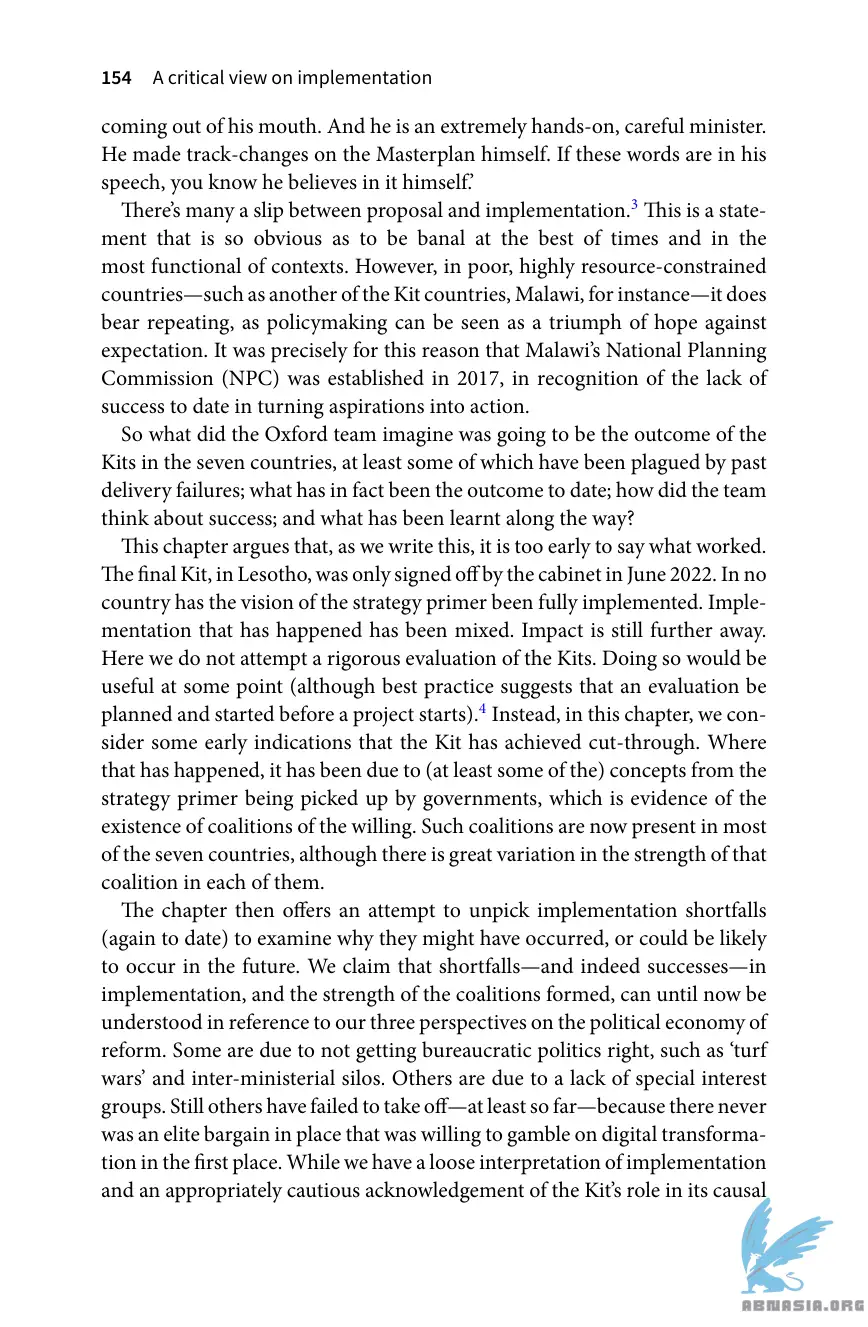 154 A critical view on implementation
coming out of his mouth. And he is an extremely hands-on, careful minister.
He made track-changes on the Masterplan himself. If these words are in his
speech, you know he believes in it himself.’
There’s many a slip between proposal and implementation.3 This is a state-
ment that is so obvious as to be banal at the best of times and in the
most functional of contexts. However, in poor, highly resource-constrained
countries—such as another of the Kit countries, Malawi, for instance—it does
bear repeating, as policymaking can be seen as a triumph of hope against
expectation. It was precisely for this reason that Malawi’s National Planning
Commission (NPC) was established in 2017, in recognition of the lack of
success to date in turning aspirations into action.
So what did the Oxford team imagine was going to be the outcome of the
Kits in the seven countries, at least some of which have been plagued by past
delivery failures; what has in fact been the outcome to date; how did the team
think about success; and what has been learnt along the way?
This chapter argues that, as we write this, it is too early to say what worked.
The final Kit, in Lesotho, was only signed off by the cabinet in June 2022. In no
country has the vision of the strategy primer been fully implemented. Imple-
mentation that has happened has been mixed. Impact is still further away.
Here we do not attempt a rigorous evaluation of the Kits. Doing so would be
useful at some point (although best practice suggests that an evaluation be
planned and started before a project starts).4 Instead, in this chapter, we con-
sider some early indications that the Kit has achieved cut-through. Where
that has happened, it has been due to (at least some of the) concepts from the
strategy primer being picked up by governments, which is evidence of the
existence of coalitions of the willing. Such coalitions are now present in most
of the seven countries, although there is great variation in the strength of that
coalition in each of them.
The chapter then offers an attempt to unpick implementation shortfalls
(again to date) to examine why they might have occurred, or could be likely
to occur in the future. We claim that shortfalls—and indeed successes—in
implementation, and the strength of the coalitions formed, can until now be
understood in reference to our three perspectives on the political economy of
reform. Some are due to not getting bureaucratic politics right, such as ‘turf
wars’ and inter-ministerial silos. Others are due to a lack of special interest
groups. Still others have failed to take off—at least so far—because there never
was an elite bargain in place that was willing to gamble on digital transforma-
tion in the first place. While we have a loose interpretation of implementation
and an appropriately cautious acknowledgement of the Kit’s role in its causal
ABNASIA.ORG